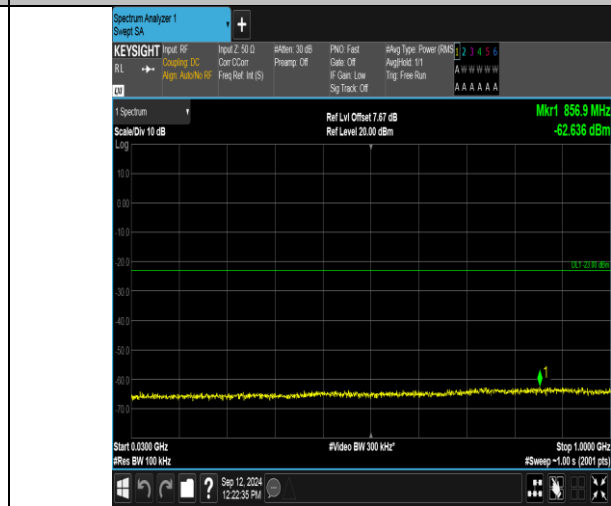 Spectrum Analyzer 1
Swept SA
+
KEYSIGHT
RL
LXI
Input: RF
Coupling: DC
Align: Auto/No RF
Input Z: 50 Ω
Corr CCorr
Freq Ref: Int (S)
#Atten: 30 dB
Preamp: Off
PNO: Fast
Gate: Off
IF Gain: Low
Sig Track: Off
#Avg Type: Power (RMS
Avg|Hold: 1/1
Trig: Free Run
1 2 3 4 5 6
A W W W W W
A A A A A A
1 Spectrum
Scale/Div 10 dB
Log
Ref Lvl Offset 7.67 dB
Ref Level 20.00 dBm
Mkr1 856.9 MHz
-62.636 dBm
10.0
0.00
-10.0
-20.0
DL1 -23.00 dBm
-30.0
-40.0
-50.0
1
-60.0
-70.0
Start 0.0300 GHz
#Res BW 100 kHz
#Video BW 300 kHz*
Stop 1.0000 GHz
#Sweep ~1.00 s (2001 pts)
?
Sep 12, 2024
12:22:35 PM